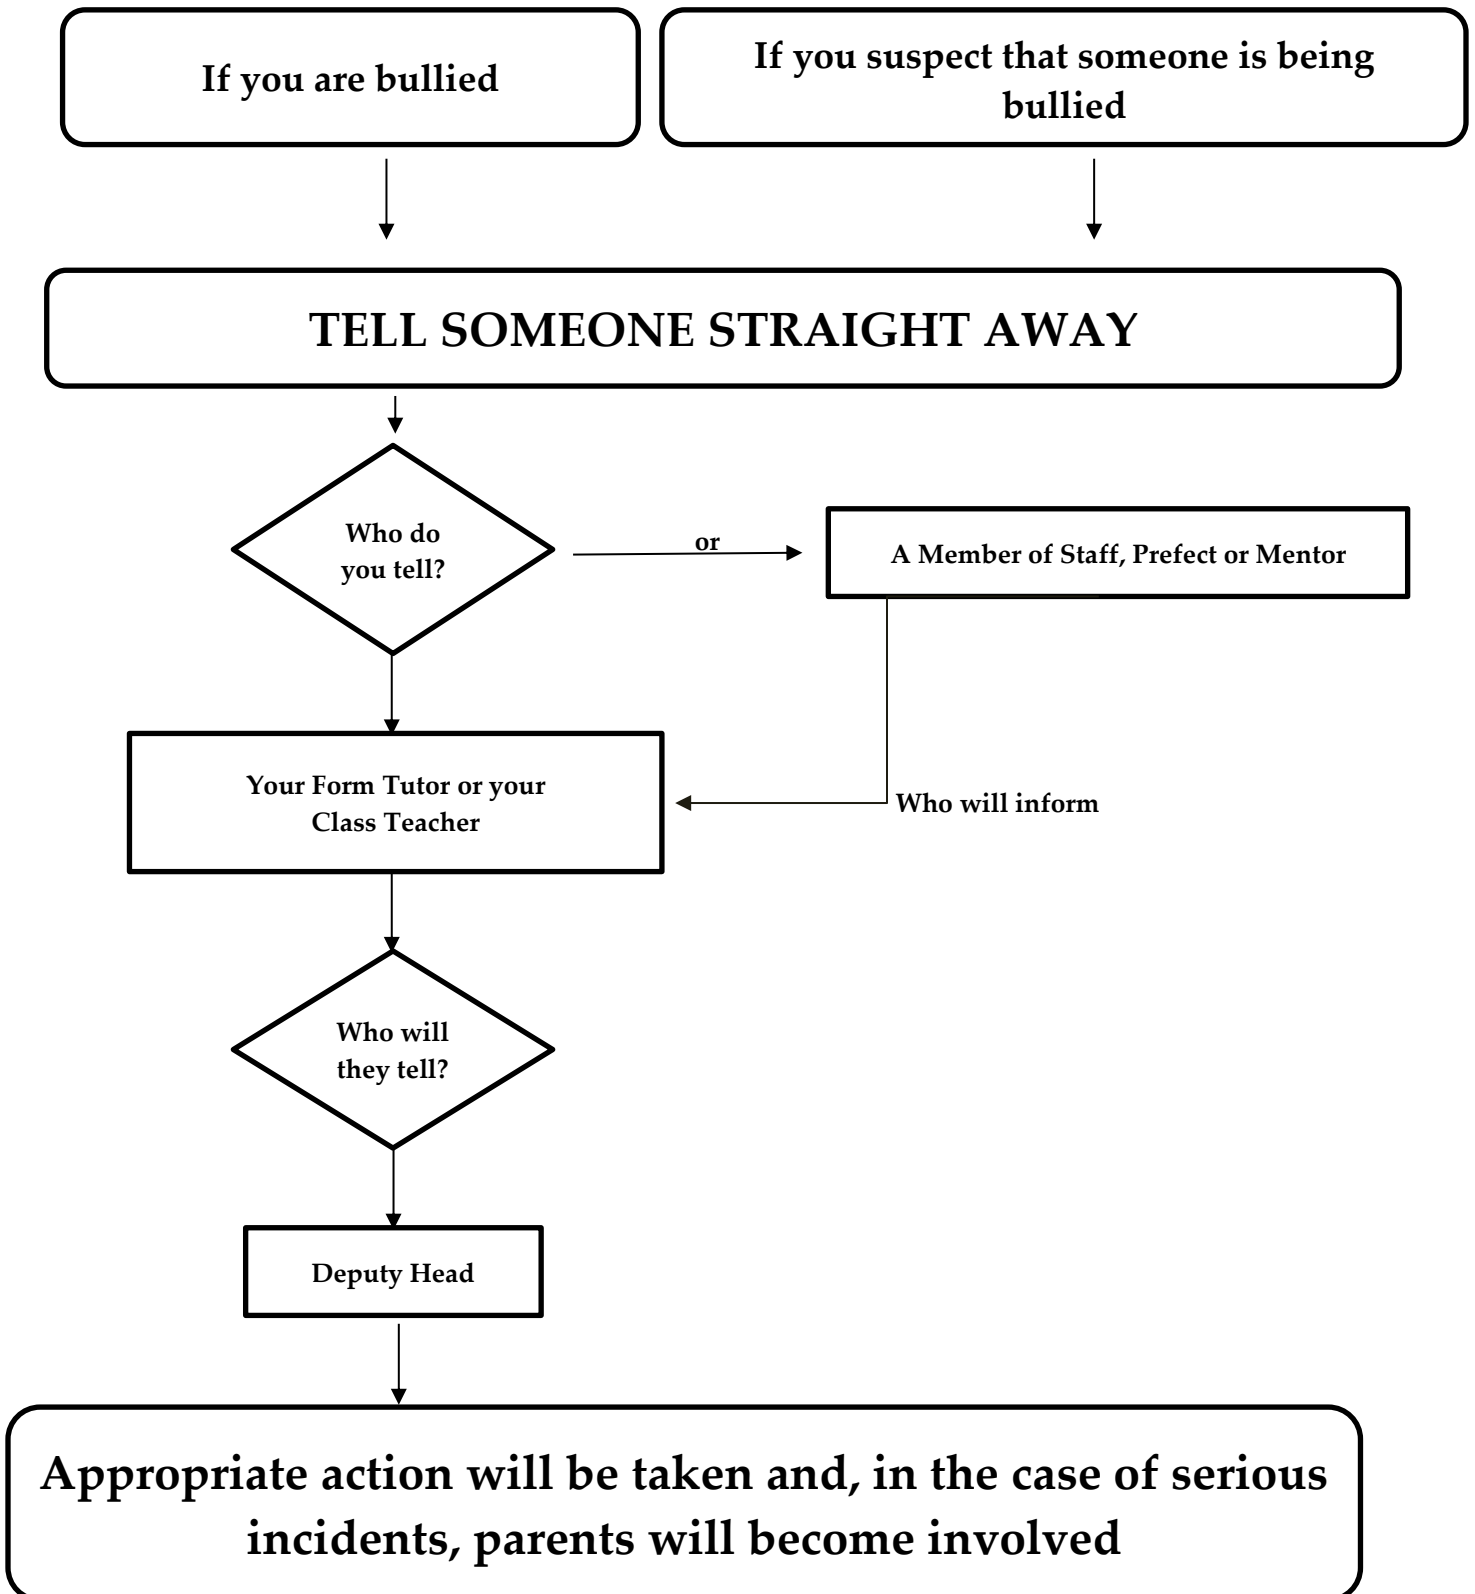 If you are bullied
If you suspect that someone is being
bullied
TELL SOMEONE STRAIGHT AWAY
Who do
you tell?
or
A Member of Staff, Prefect or Mentor
Your Form Tutor or your
Class Teacher
Who will inform
Who will
they tell?
Deputy Head
Appropriate action will be taken and, in the case of serious
incidents, parents will become involved